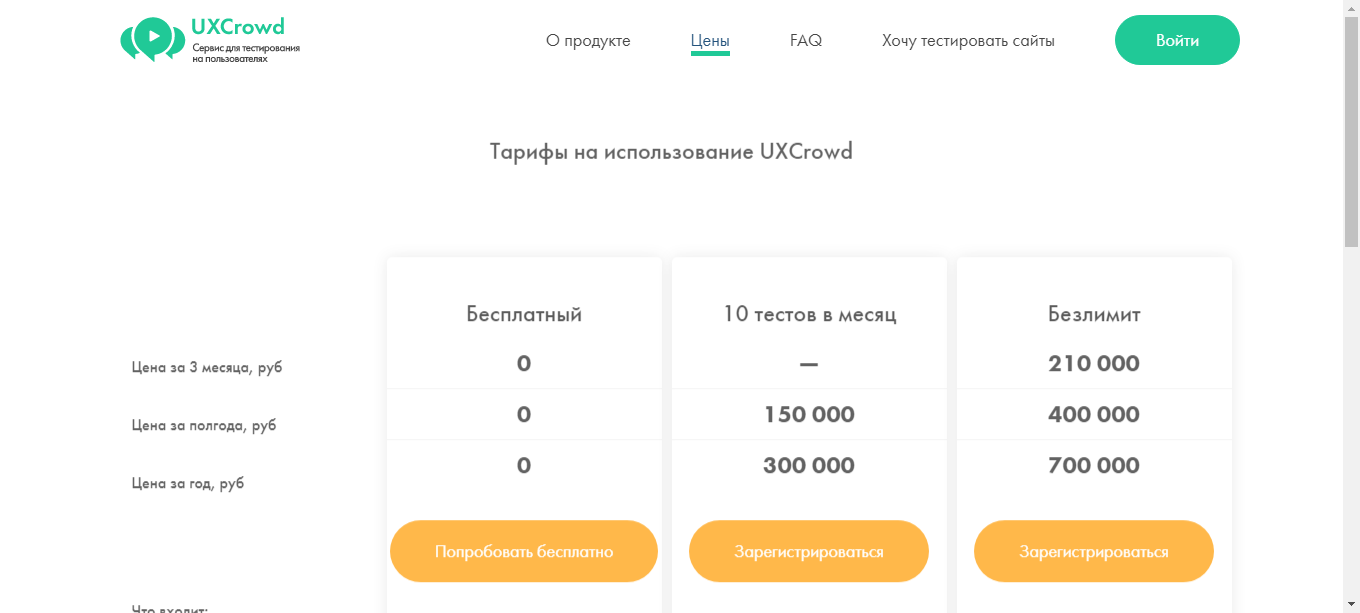 UXCrowd
Сервис для тестирования
на пользователях
О продукте
Цены
FAQ
Хочу тестировать сайты
Войти
Тарифы на использование UXCrowd
Бесплатный
10 тестов в месяц
Безлимит
Цена за 3 месяца, руб
0
—
210 000
Цена за полгода, руб
0
150 000
400 000
Цена за год, руб
0
300 000
700 000
Попробовать бесплатно
Зарегистрироваться
Зарегистрироваться
Что входит: